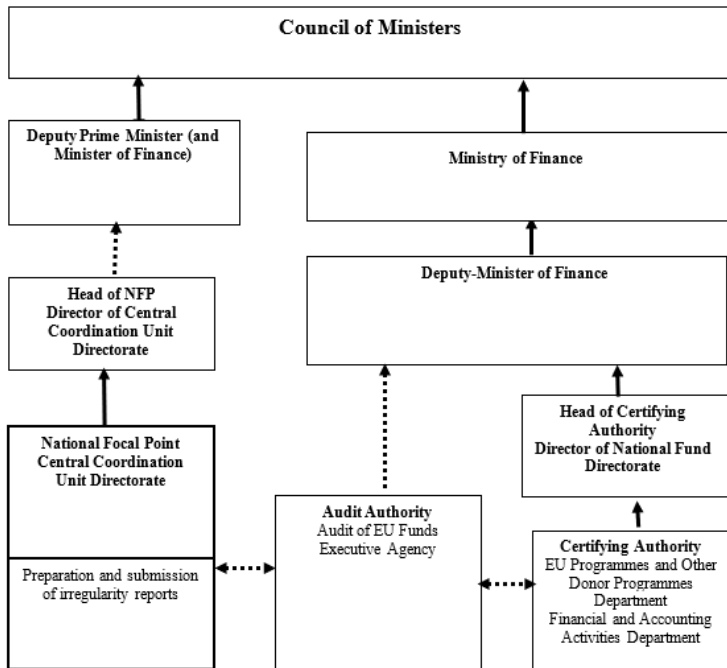 Council of Ministers
Deputy Prime Minister (and
Minister of Finance)
Ministry of Finance
Deputy-Minister of Finance
Head of NFP
Director of Central
Coordination Unit
Directorate
Head of Certifying
Authority
Director of National Fund
Directorate
National Focal Point
Central Coordination
Unit Directorate
Preparation and submission
of irregularity reports
Audit Authority
Audit of EU Funds
Executive Agency
Certifying Authority
EU Programmes and Other
Donor Programmes
Department
Financial and Accounting
Activities Department